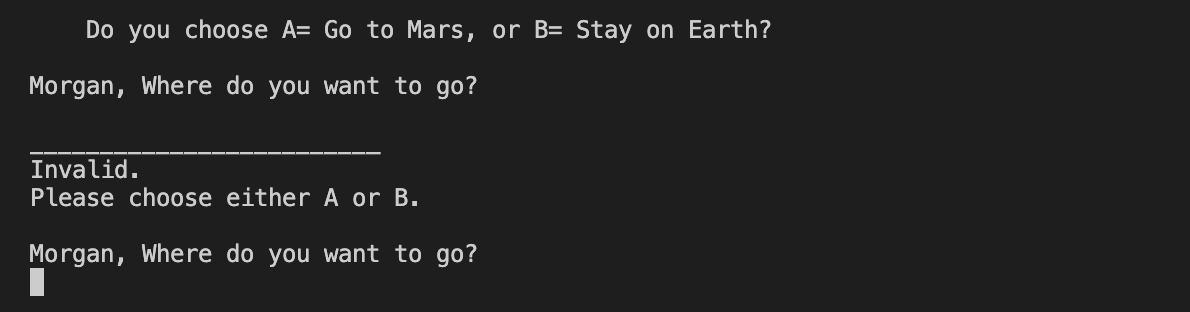 Do you choose A= Go to Mars, or B= Stay on Earth?
Morgan, Where do you want to go?
_________________________
Invalid.
Please choose either A or B.
Morgan, Where do you want to go?